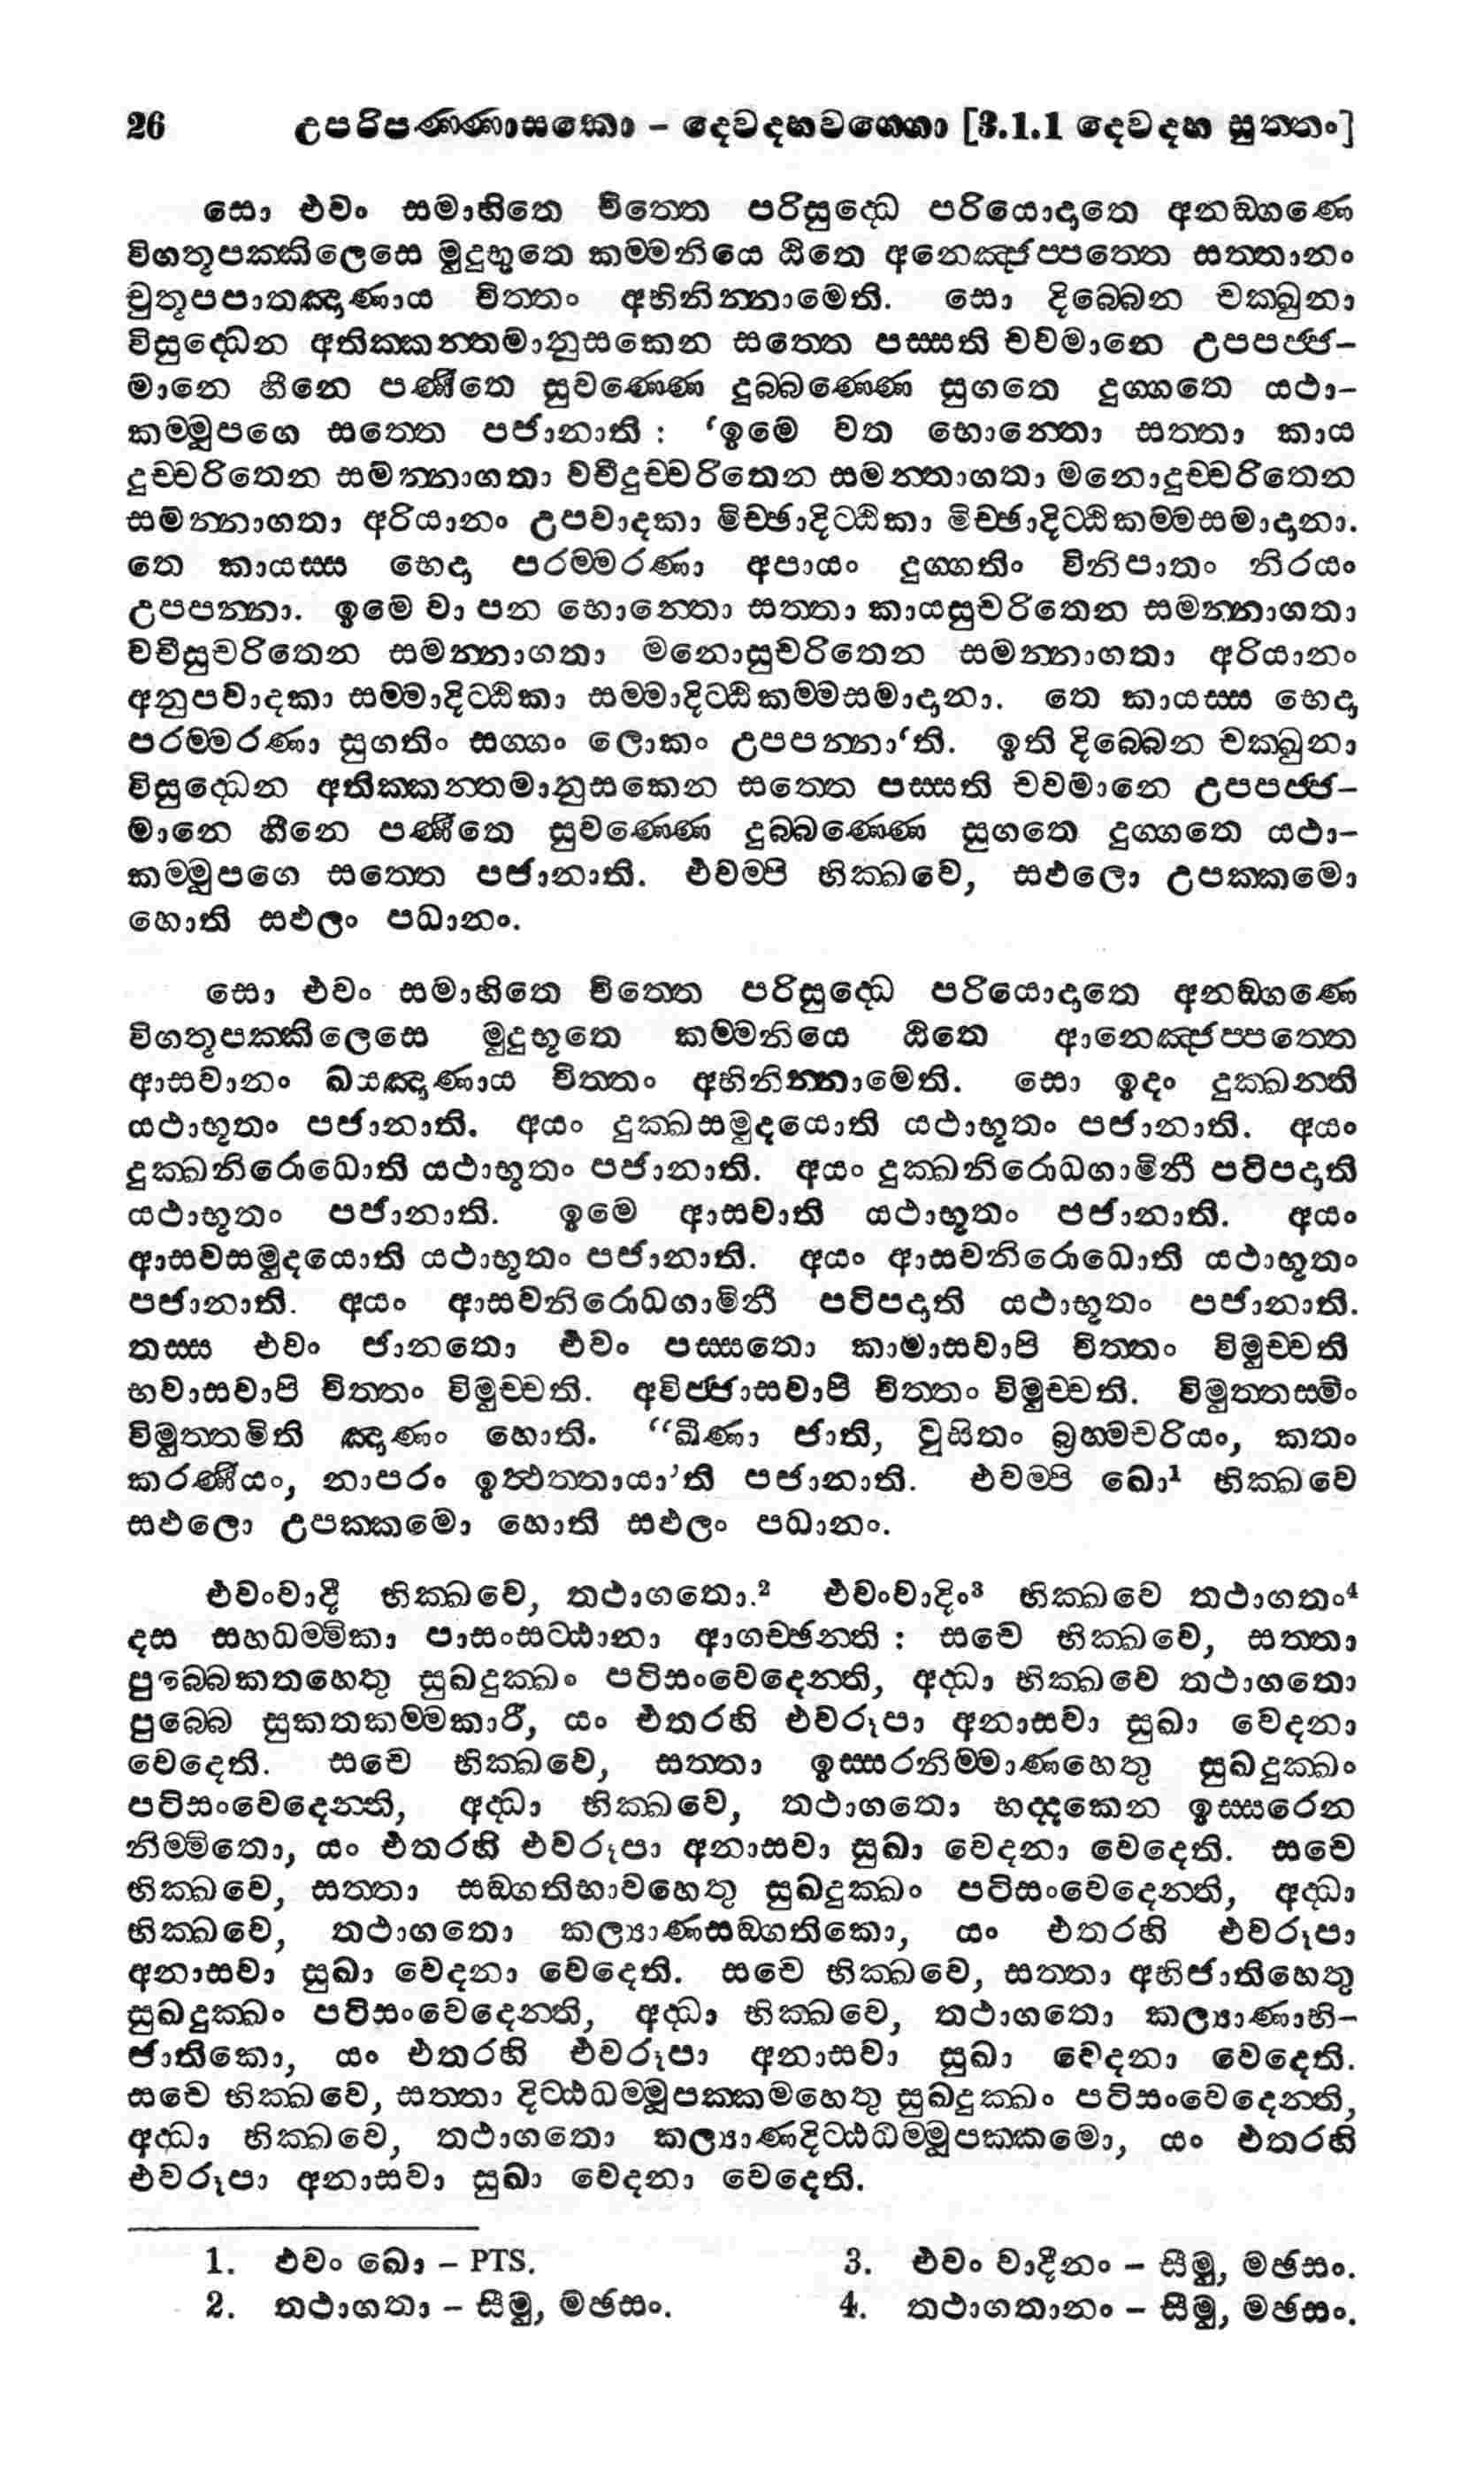 26 උපරිපණ්ණාසකො – දෙවදහවග්ගො [3.1.1 දෙවදහ සුත්තං]
සො එවං සමාහිතෙ චිත්තෙ පරිසුද්ධෙ පරියොදාතෙ අනඞ්ගණෙ
විගතූපක්කිලෙසෙ මුදුභුතෙ කම්මනියෙ ඨිතෙ අනෙඤ්ජප්පත්තෙ සත්තානං
චුතූපපාතඤාණාය චිත්තං අභිනින්නාමෙති. සො දිබ්බෙන චක්ඛුනා
විසුද්ධෙන අතික්කන්තමානුසකෙන සත්තෙ පස්සති චවමානෙ උපපජ්ජ–
මානෙ හීනෙ පණීතෙ සුවණ්ණෙ දුබ්බණ්ණෙ සුගතෙ දුග්ගතෙ යථා–
කම්මූපගෙ සත්තෙ පජානාති : ‘ඉමෙ වත භොන්තො සත්තා කාය
දුච්චරිතෙන සමන්නාගතා වචීදුච්චරිතෙන සමන්නාගතා මනොදුච්චරිතෙන
සමන්නාගතා අරියානං උපවාදකා මිච්ඡාදිට්ඨිකා මිච්ඡාදිට්ඨිකම්මසමාදානා.
තෙ කායස්ස භෙදා පරම්මරණා අපායං දුග්ගතිං විනිපාතං නිරයං
උපපන්නා. ඉමෙ වා පන භොන්තො සත්තා කායසුචරිතෙන සමන්නාගතා
වචීසුචරිතෙන සමන්නාගතා මනොසුචරිතෙන සමන්නාගතා අරියානං
අනුපවාදකා සම්මාදිට්ඨිකා සම්මාදිට්ඨිකම්මසමාදානා. තෙ කායස්ස භෙදා
පරම්මරණා සුගතිං සග්ගං ලොකං උපපන්නා‘ති. ඉති දිබ්බෙන චක්ඛුනා
විසුද්ධෙන අතික්කන්තමානුසකෙන සත්තෙ පස්සති චවමානෙ උපපජ්ජ–
මානෙ හීනෙ පණීතෙ සුවණ්ණෙ දුබ්බණ්ණෙ සුගතෙ දුග්ගතෙ යථා–
කම්මූපගෙ සත්තෙ පජානාති. එවම්පි භික්ඛවෙ, සඵලො උපක්කමො
හොති සඵලං පධානං.
සො එවං සමාහිතෙ චිත්තෙ පරිසුද්ධෙ පරියොදාතෙ අනඞ්ගණෙ
විගතූපක්කිලෙසෙ මුදුභූතෙ කම්මනියෙ ඨිතෙ ආනෙඤ්ජප්පත්තෙ
ආසවානං ඛයඤාණාය චිත්තං අභිනින්නාමෙති. සො ඉදං දුක්ඛන්ති
යථාභූතං පජානාති. අයං දුක්ඛසමුදයොති යථාභූතං පජානාති. අයං
දුක්ඛනිරොධොති යථාභූතං පජානාති. අයං දුක්ඛනිරොධගාමිනී පටිපදාති
යථාභූතං පජානාති. ඉමෙ ආසවාති යථාභූතං පජානාති. අයං
ආසවසමුදයොති යථාභූතං පජානාති. අයං ආසවනිරොධොති යථාභූතං
පජානාති. අයං ආසවනිරොධගාමිනී පටිපදාති යථාභූතං පජානාති.
තස්ස එවං ජානතො එවං පස්සතො කාමාසවාපි චිත්තං විමුච්චති
භවාසවාපි චිත්තං විමුච්චති. අවිජ්ජාසවාපි චිත්තං විමුච්චති. විමුත්තස්මිං
විමුත්තමිති ඤාණං හොති. “ඛීණා ජාති, වුසිතං බ්‍රහ්මචරියං, කතං
කරණීයං, නාපරං ඉත්ථත්තායා’ති පජානාති. එවම්පි ඛො¹ භික්ඛවෙ
සඵලො උපක්කමො හොති සඵලං පධානං.
එවංවාදී භික්ඛවෙ, තථාගතො.² එවංවාදිං³ භික්ඛවෙ තථාගතං⁴
දස සහධම්මිකා පාසංසට්ඨානා ආගච්ඡන්ති : සචෙ භික්ඛවෙ, සත්තා
පුබ්බෙකතහෙතු සුඛදුක්ඛං පටිසංවෙදෙන්ති, අද්ධා භික්ඛවෙ තථාගතො
පුබ්බෙ සුකතකම්මකාරී, යං එතරහි එවරූපා අනාසවා සුඛා වෙදනා
වෙදෙති. සචෙ භික්ඛවෙ, සත්තා ඉස්සරනිම්මාණහෙතු සුඛදුක්ඛං
පටිසංවෙදෙන්ති, අද්ධා භික්ඛවෙ, තථාගතො භද්දකෙන ඉස්සරෙන
නිම්මිතො, යං එතරහි එවරූපා අනාසවා සුඛා වෙදනා වෙදෙති. සචෙ
භික්ඛවෙ, සත්තා සඞ්ගතිභාවහෙතු සුඛදුක්ඛං පටිසංවෙදෙන්ති, අද්ධා
භික්ඛවෙ, තථාගතො කල්‍යාණසඞ්ගතිකො, යං එතරහි එවරූපා
අනාසවා සුඛා වෙදනා වෙදෙති. සචෙ භික්ඛවෙ, සත්තා අභිජාතිහෙතු
සුඛදුක්ඛං පටිසංවෙදෙන්ති, අද්ධා භික්ඛවෙ, තථාගතො කල්‍යාණාභි–
ජාතිකො, යං එතරහි එවරූපා අනාසවා සුඛා වෙදනා වෙදෙති.
සචෙ භික්ඛවෙ, සත්තා දිට්ඨධම්මූපක්කමහෙතු සුඛදුක්ඛං පටිසංවෙදෙන්ති,
අද්ධා භික්ඛවෙ, තථාගතො කල්‍යාණදිට්ඨධම්මූපක්කමො, යං එතරහි
එවරූපා අනාසවා සුඛා වෙදනා වෙදෙති.
1. එවං ඛො – PTS.
2. තථාගතා – සීමු, මඡසං.
3. එවං වාදීනං – සීමු, මඡසං.
4. තථාගතානං – සීමු, මඡසං.